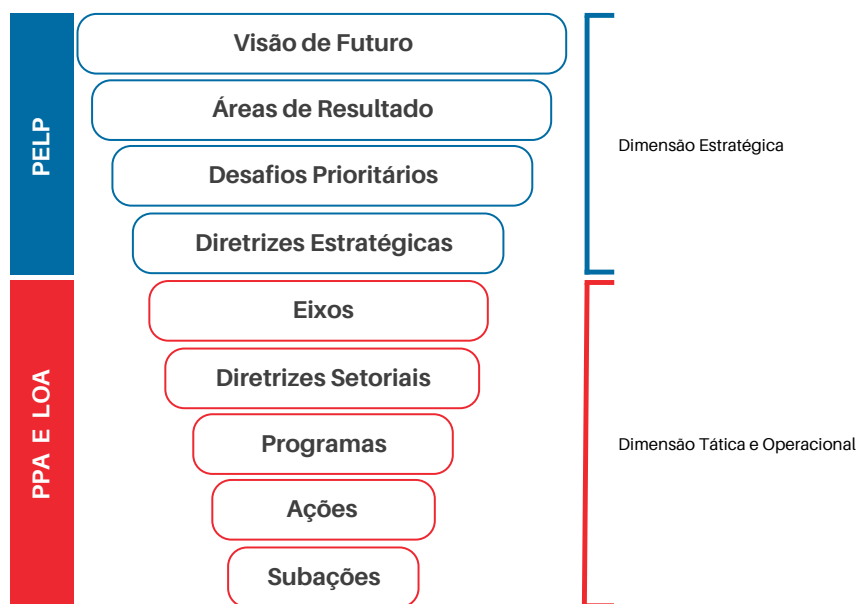 PELP
Visão de Futuro
Áreas de Resultado
Desafios Prioritários
Diretrizes Estratégicas
Dimensão Estratégica
PPA E LOA
Eixos
Diretrizes Setoriais
Programas
Ações
Subações
Dimensão Tática e Operacional